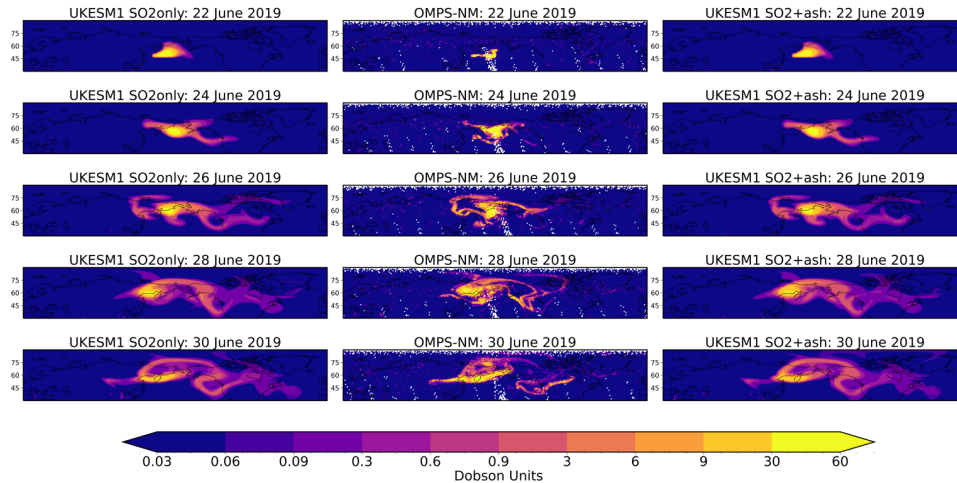 UKESM1 SO2only: 22 June 2019 OMPS-NM: 22 June 2019 UKESM1 SO2+ash: 22 June 2019
75
60
45
UKESM1 SO2only: 24 June 2019 OMPS-NM: 24 June 2019 UKESM1 SO2+ash: 24 June 2019
75 75 75
60 60 60
45 45 45
UKESM1 SO2only: 26 June 2019 OMPS-NM: 26 June 2019 UKESM1 SO2+ash: 26 June 2019
75 75 75
60 60 60
45 45 45
UKESM1 SO2only: 28 June 2019 OMPS-NM: 28 June 2019 UKESM1 SO2+ash: 28 June 2019
75 75 75
60 60 60
45 45 45
UKESM1 SO2only: 30 June 2019 OMPS-NM: 30 June 2019 UKESM1 SO2+ash: 30 June 2019
75 75 75
60 60 60
45 45 45
0.03 0.06 0.09 0.3 0.6 0.9 3 6 9 30 60
Dobson Units